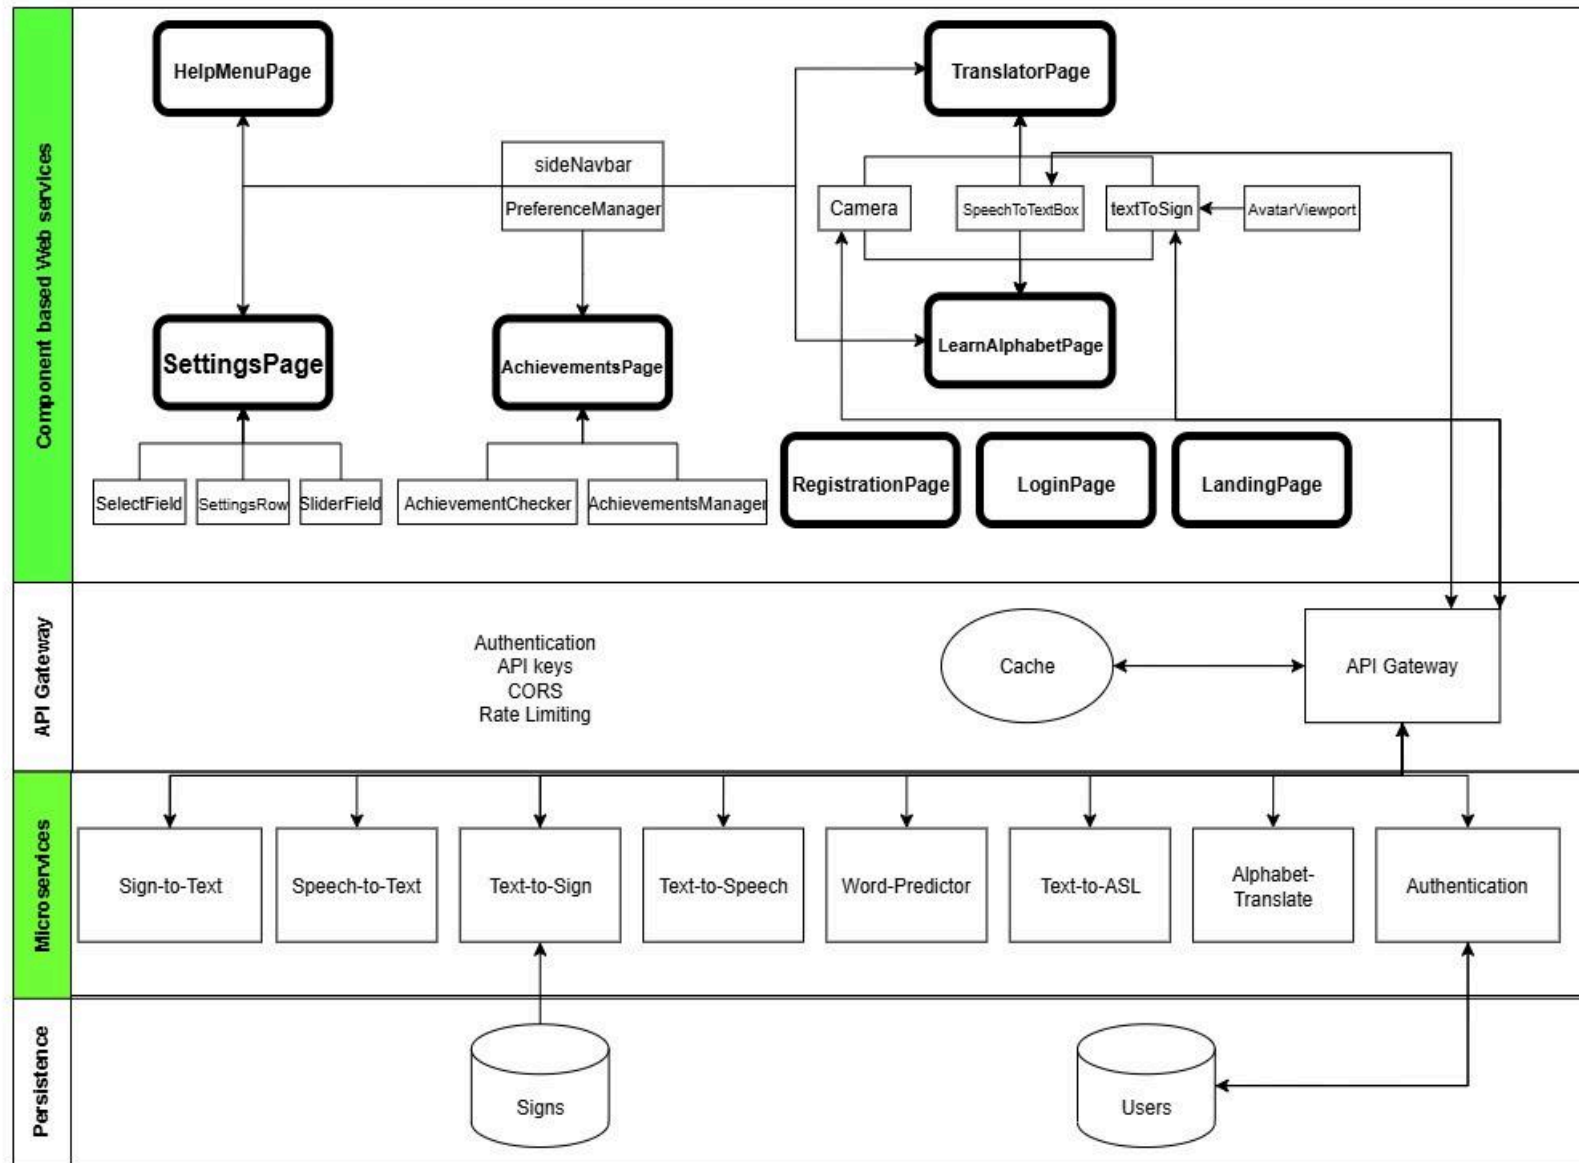 Component based Web services
HelpMenuPage
TranslatorPage
sideNavbar
PreferenceManager
Camera
SpeechToTextBox
textToSign
AvatarViewport
SettingsPage
AchievementsPage
LearnAlphabetPage
SelectField
SettingsRow
SliderField
AchievementChecker
AchievementsManager
RegistrationPage
LoginPage
LandingPage
API Gateway
Authentication
API keys
CORS
Rate Limiting
Cache
API Gateway
Microservices
Sign-to-Text
Speech-to-Text
Text-to-Sign
Text-to-Speech
Word-Predictor
Text-to-ASL
Alphabet-
Translate
Authentication
Persistence
Signs
Users